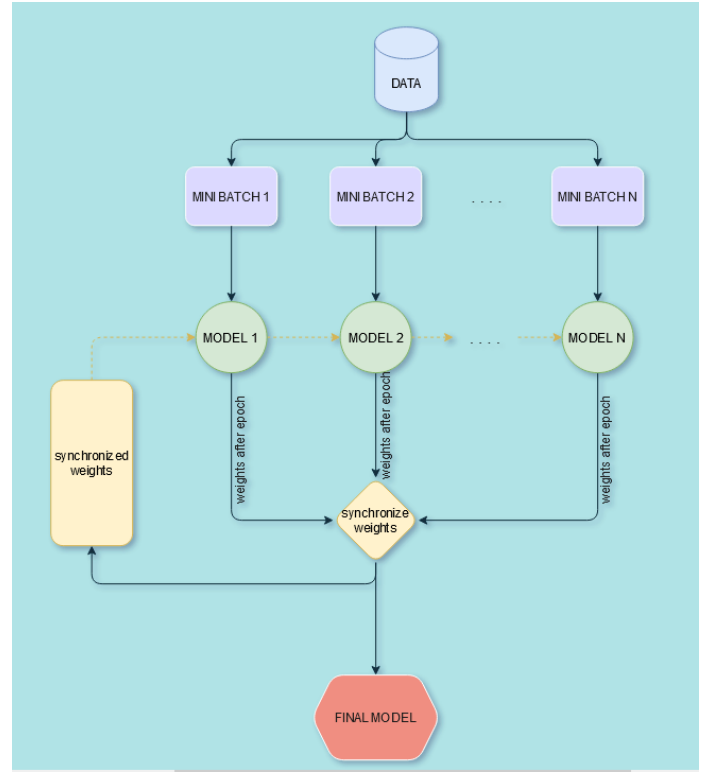 DATA
MINI BATCH 1
MINI BATCH 2
. . . .
MINI BATCH N
MODEL 1
MODEL 2
. . . .
MODEL N
weights after epoch
weights after epoch
weights after epoch
synchronized
weights
synchronize
weights
FINAL MODEL